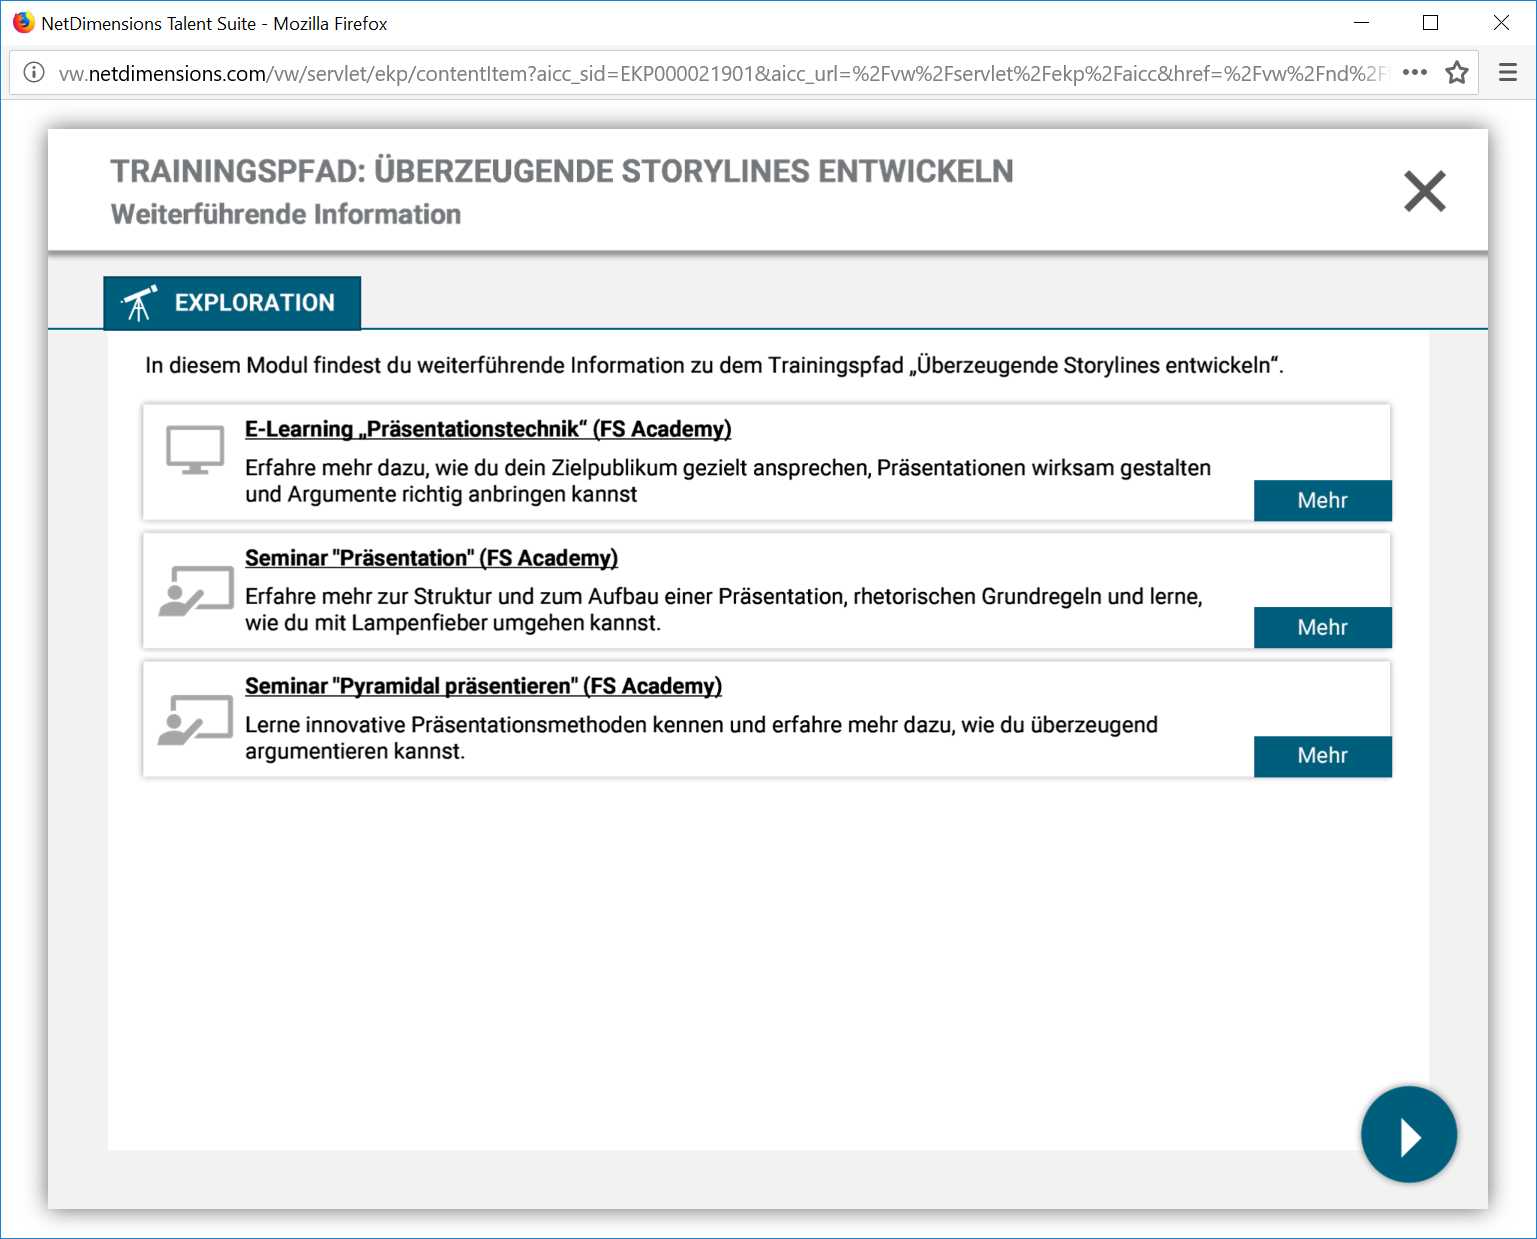 NetDimensions Talent Suite - Mozilla Firefox
vw.netdimensions.com/vw/servlet/ekp/contentItem?aicc_sid=EKP000021901&aicc_url=%2Fvw%2Fservlet%2Fekp%2Faicc&href=%2Fvw%2Fnd%2F
TRAININGSPFAD: ÜBERZEUGENDE STORYLINES ENTWICKELN
Weiterführende Information
EXPLORATION
In diesem Modul findest du weiterführende Information zu dem Trainingspfad „Überzeugende Storylines entwickeln“.
E-Learning „Präsentationstechnik“ (FS Academy)
Erfahre mehr dazu, wie du dein Zielpublikum gezielt ansprechen, Präsentationen wirksam gestalten
und Argumente richtig anbringen kannst
Mehr
Seminar "Präsentation" (FS Academy)
Erfahre mehr zur Struktur und zum Aufbau einer Präsentation, rhetorischen Grundregeln und lerne,
wie du mit Lampenfieber umgehen kannst.
Mehr
Seminar "Pyramidal präsentieren" (FS Academy)
Lerne innovative Präsentationsmethoden kennen und erfahre mehr dazu, wie du überzeugend
argumentieren kannst.
Mehr